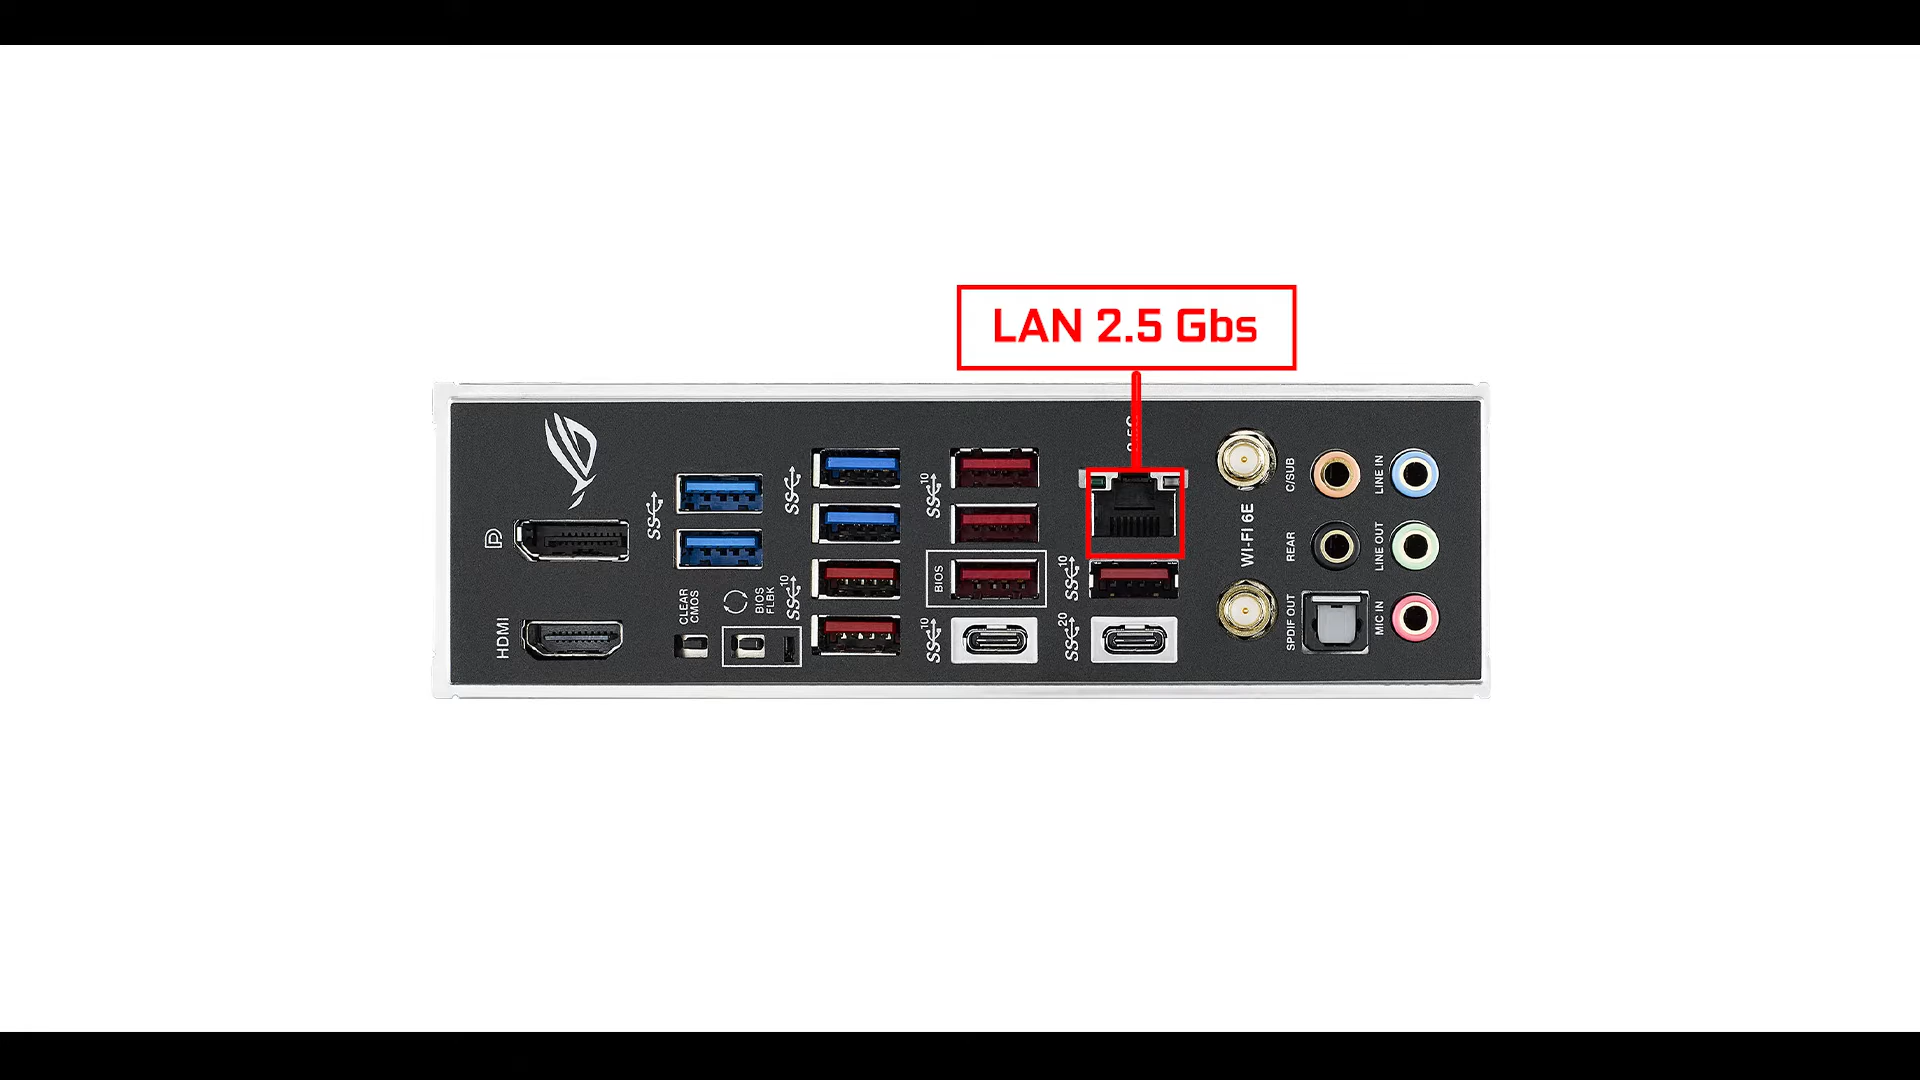 LAN 2.5 Gbs
HDMI
CLEAR
CMOS
BIOS
FLBK
10
10
BIOS
10
10
20
WI-FI 6E
C/SUB
REAR
SPDIF OUT
LINE IN
LINE OUT
MIC IN